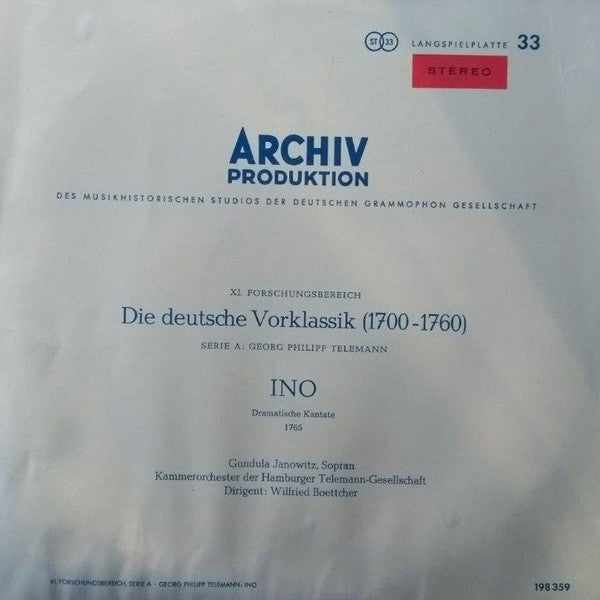 ST 33 LANGSPIELPLATTE 33
STEREO
ARCHIV
PRODUKTION
DES MUSIKHISTORISCHEN STUDIOS DER DEUTSCHEN GRAMMOPHON GESELLSCHAFT
XI. FORSCHUNGSBEREICH
Die deutsche Vorklassik (1700-1760)
SERIE A: GEORG PHILIPP TELEMANN
INO
Dramatische Kantate
1765
Gundula Janowitz, Sopran
Kammerorchester der Hamburger Telemann-Gesellschaft
Dirigent: Wilfried Boettcher
XI. FORSCHUNGSBEREICH, SERIE A - GEORG PHILIPP TELEMANN: INO
198 359